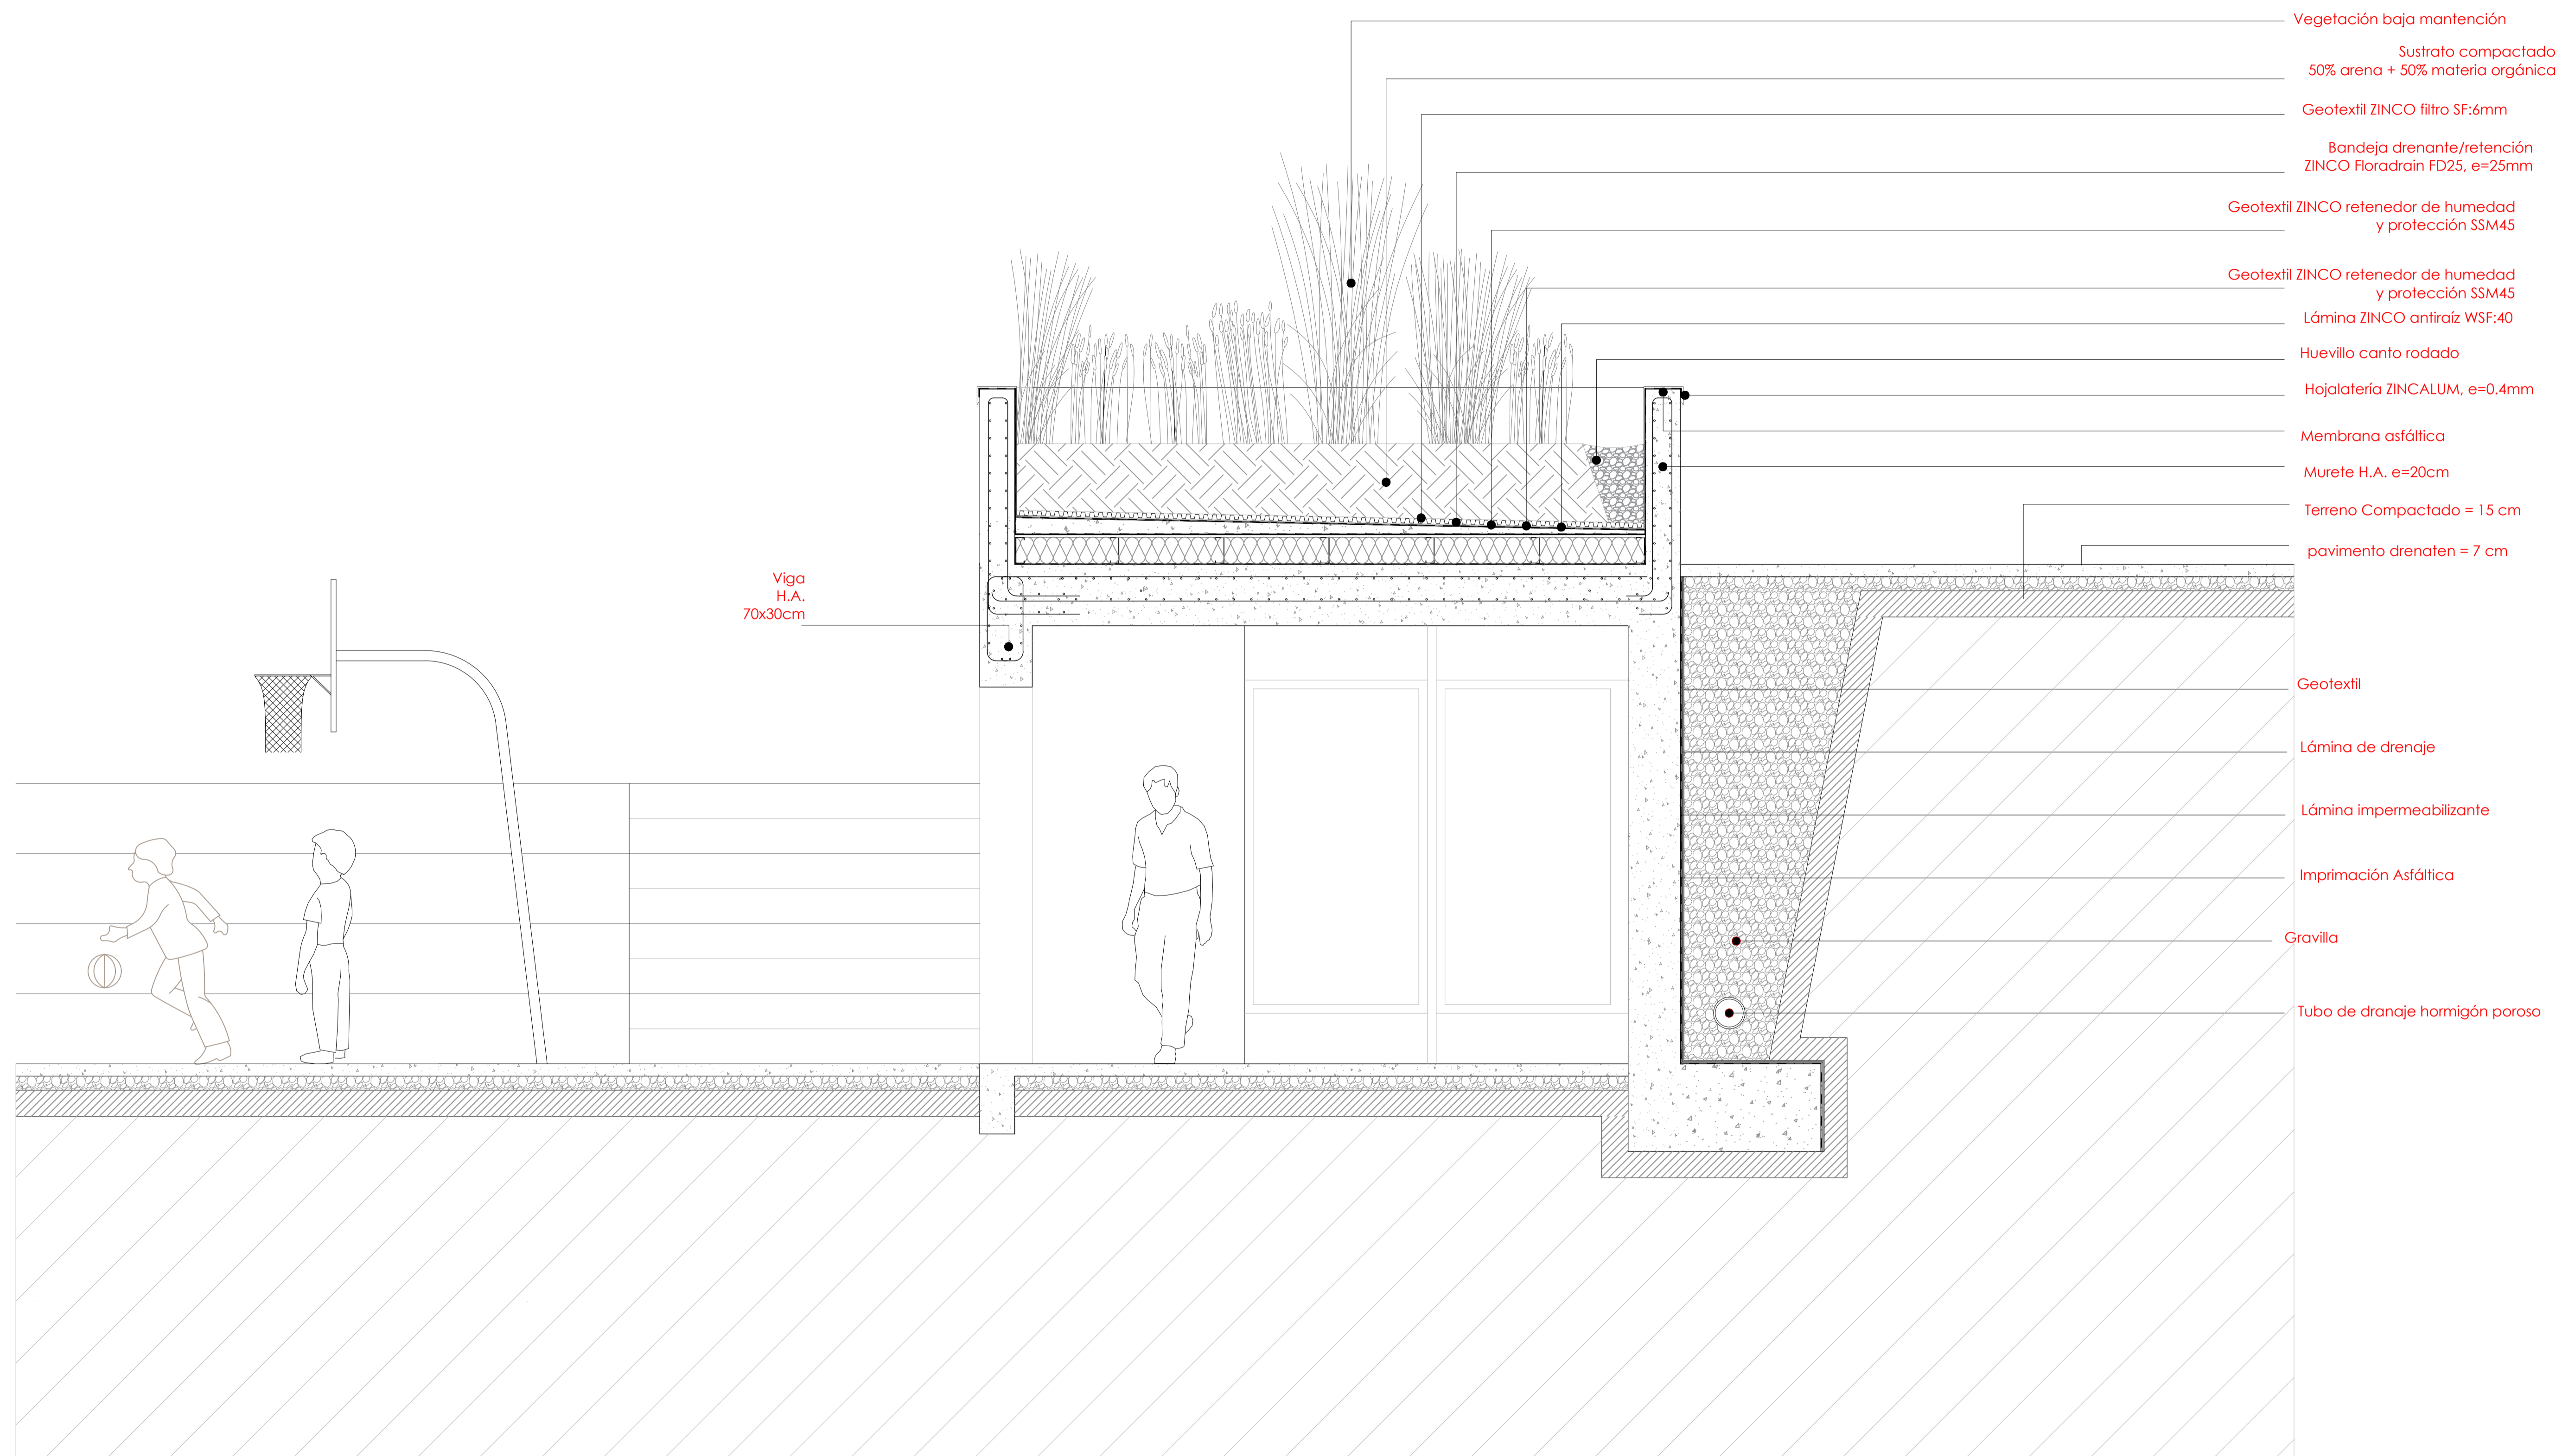 Vegetación baja mantención
Sustrato compactado
50% arena + 50% materia orgánica
Geotextil ZINCO filtro SF:6mm
Bandeja drenante/retención
ZINCO Floradrain FD25, e=25mm
Geotextil ZINCO retenedor de humedad
y protección SSM45
Geotextil ZINCO retenedor de humedad
y protección SSM45
Lámina ZINCO antiraíz WSF:40
Huevillo canto rodado
Hojalatería ZINCALUM, e=0.4mm
Membrana asfáltica
Murete H.A. e=20cm
Terreno Compactado = 15 cm
pavimento drenaten = 7 cm
Viga
H.A.
70x30cm
Geotextil
Lámina de drenaje
Lámina impermeabilizante
Imprimación Asfáltica
Gravilla
Tubo de dranaje hormigón poroso